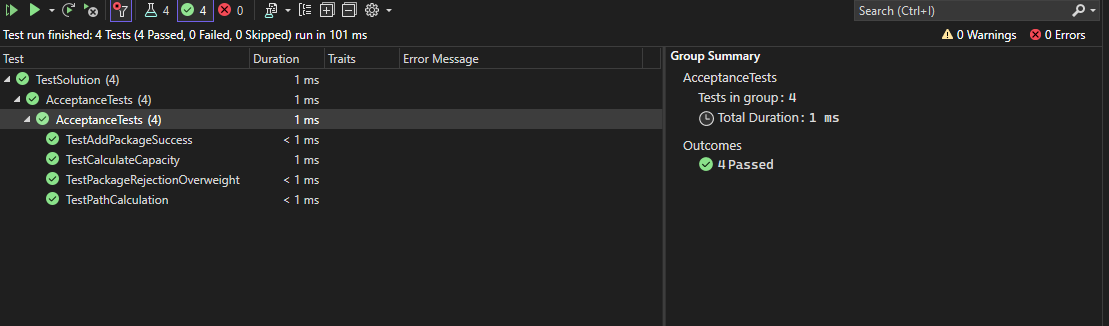 4 4 0 Search (Ctrl+I)
Test run finished: 4 Tests (4 Passed, 0 Failed, 0 Skipped) run in 101 ms 0 Warnings 0 Errors
Test Duration Traits Error Message
TestSolution (4) 1 ms
AcceptanceTests (4) 1 ms
AcceptanceTests (4) 1 ms
TestAddPackageSuccess < 1 ms
TestCalculateCapacity 1 ms
TestPackageRejectionOverweight < 1 ms
TestPathCalculation < 1 ms
Group Summary
AcceptanceTests
Tests in group: 4
Total Duration: 1 ms
Outcomes
4 Passed